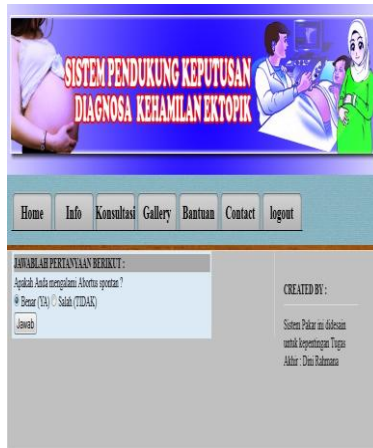 SISTEM PENDUKUNG KEPUTUSAN
DIAGNOSA KEHAMILAN EKTOPIK
Home Info Konsultasi Gallery Bantuan Contact logout
JAWABLAH PERTANYAAN BERIKUT :
Apakah Anda mengalami Abortus spontan ?
Benar (YA) Salah (TIDAK)
Jawab
CREATED BY :
Sistem Pakar ini didesain
untuk kepentingan Tugas
Akhir : Dini Rahmana